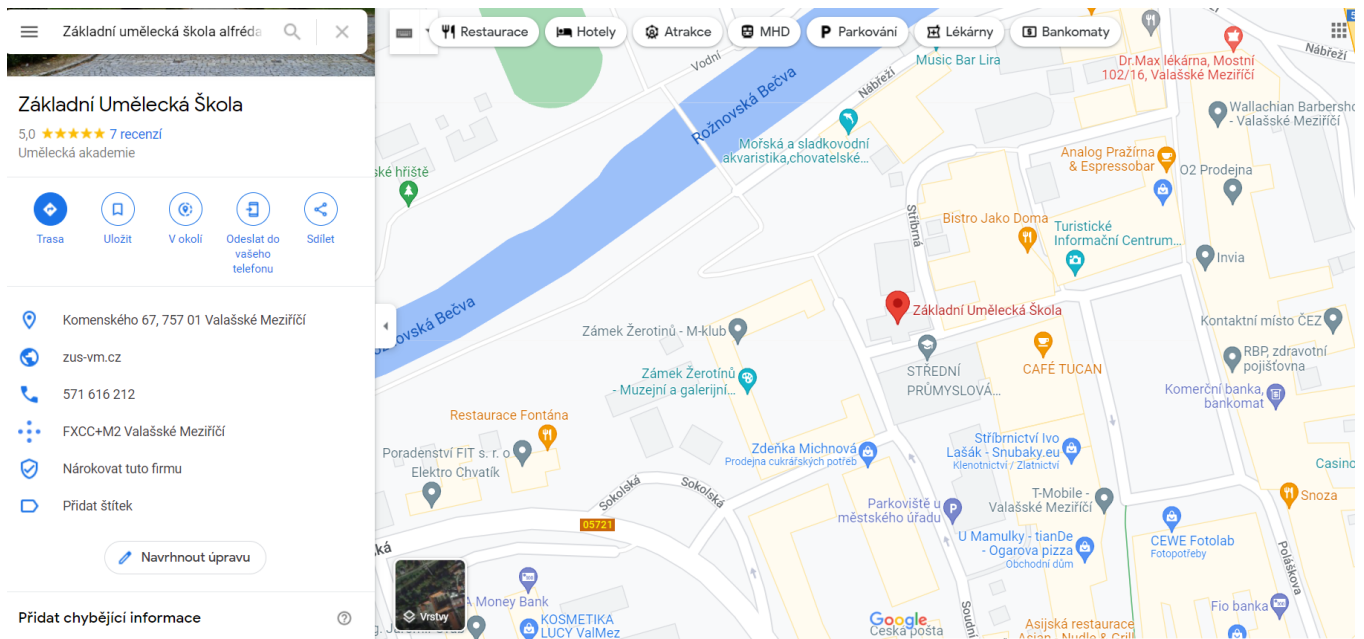 Základní umělecká škola alfréda
Základní Umělecká Škola
5,0 7 recenzí
Umělecká akademie
Trasa
Uložit
V okolí
Odeslat do
vašeho
telefonu
Sdílet
Komenského 67, 757 01 Valašské Meziříčí
zus-vm.cz
571 616 212
FXCC+M2 Valašské Meziříčí
Nárokovat tuto firmu
Přidat štítek
Navrhnout úpravu
Přidat chybějící informace
Restaurace
Hotely
Atrakce
MHD
P Parkování
Lékárny
Bankomaty
Vodní
Music Bar Lira
Nábřeží
Nábřeží
Dr.Max lékárna, Mostní
102/16, Valašské Meziříčí
Rožnovská Bečva
Wallachian Barbersho
- Valašské Meziříčí
Mořská a sladkovodní
akvaristika,chovatelské...
ské hřiště
Analog Pražírna
& Espressobar
O2 Prodejna
Stříbrná
Bistro Jako Doma
Turistické
Informační Centrum...
Invia
Základní Umělecká Škola
Zámek Žerotinů - M-klub
Kontaktní místo ČEZ
STŘEDNÍ
PRŮMYSLOVÁ...
CAFÉ TUCAN
RBP, zdravotní
pojišťovna
Zámek Žerotínů
- Muzejní a galerijní...
Komerční banka,
bankomat
Restaurace Fontána
Poradenství FIT s. r. o
Elektro Chvatík
Zdeňka Michnová
Prodejna cukrářských potřeb
Stříbrnictví Ivo
Lašák - Snubaky.eu
Klenotnictví / Zlatnictví
Casino
Sokolská
Sokolská
T-Mobile -
Valašské Meziříčí
Snoza
Parkoviště u
městského úřadu
P
05721
U Mamulky - tianDe
- Ogarova pizza
Obchodní dům
CEWE Fotolab
Fotopotřeby
Poláškova
Vrstvy
A Money Bank
KOSMETIKA
LUCY ValMez
Google
Česká pošta
Soudní
Fio banka
Asijská restaurace